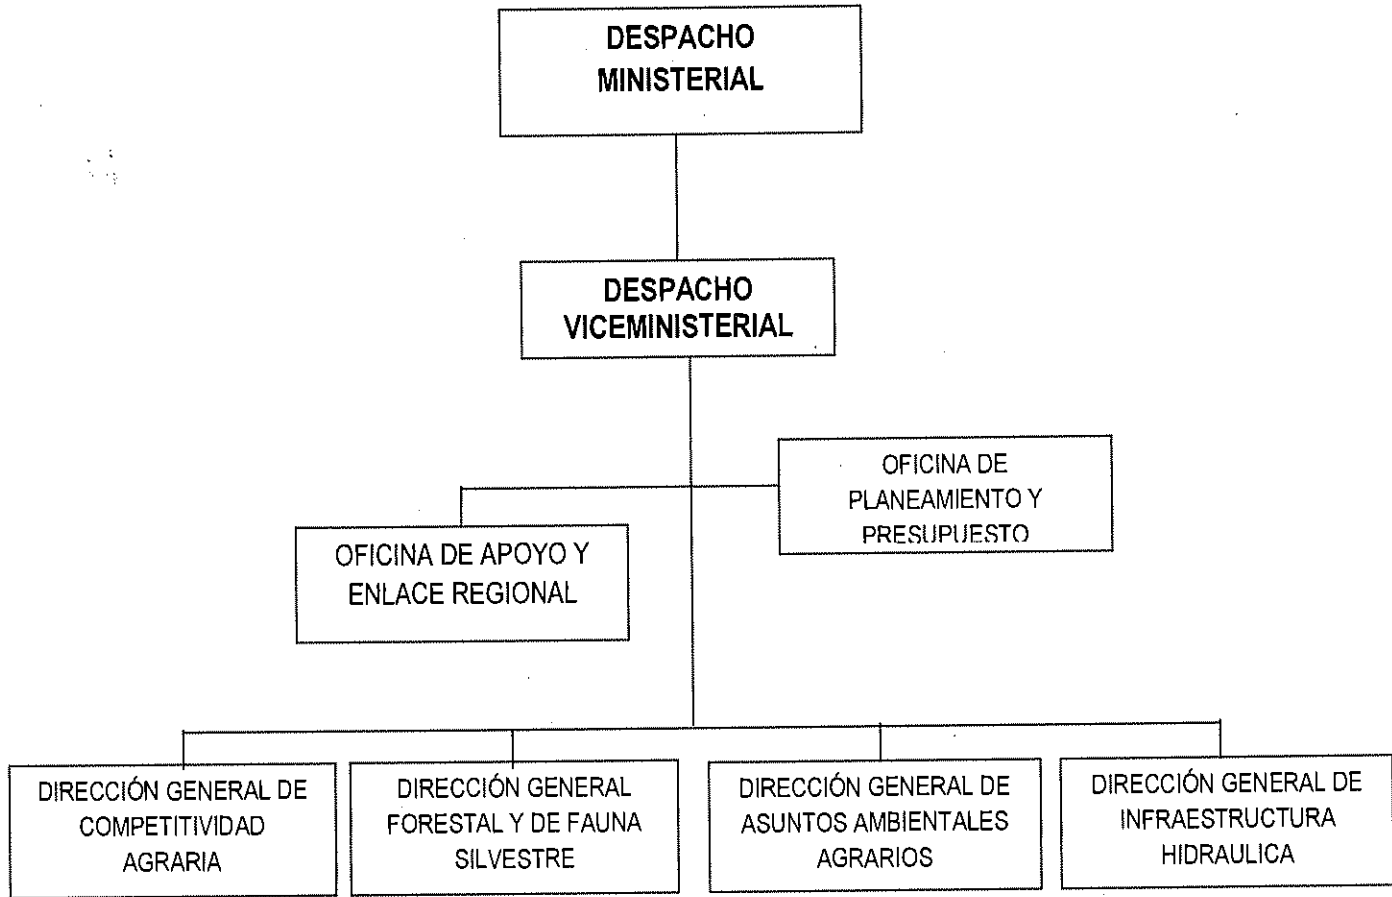 DESPACHO
MINISTERIAL
DESPACHO
VICEMINISTERIAL
OFICINA DE
PLANEAMIENTO Y
PRESUPUESTO
OFICINA DE APOYO Y
ENLACE REGIONAL
DIRECCIÓN GENERAL DE
COMPETITIVIDAD
AGRARIA
DIRECCIÓN GENERAL
FORESTAL Y DE FAUNA
SILVESTRE
DIRECCIÓN GENERAL DE
ASUNTOS AMBIENTALES
AGRARIOS
DIRECCIÓN GENERAL DE
INFRAESTRUCTURA
HIDRAULICA